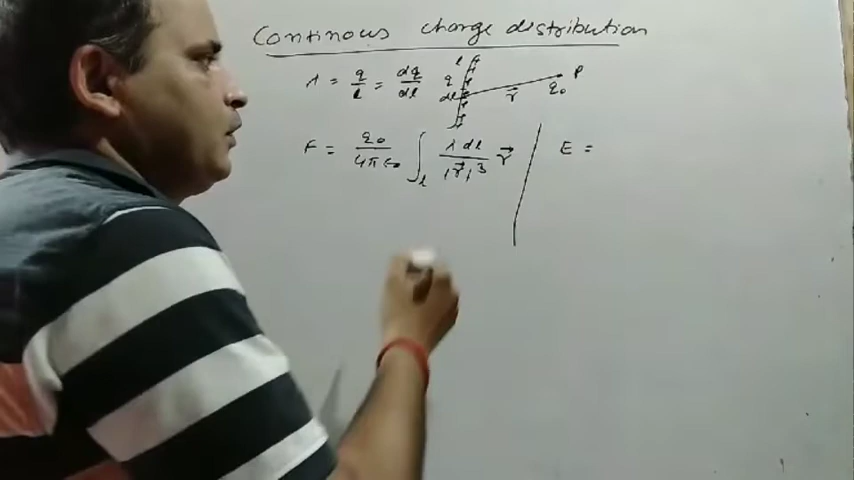 Continous charge distribution
λ = q/l = dq/dl
l
q
dl
r⃗
P
q₀
F = q₀/4πε₀ ∫ₗ λ dl/|r⃗|³ r⃗
E =